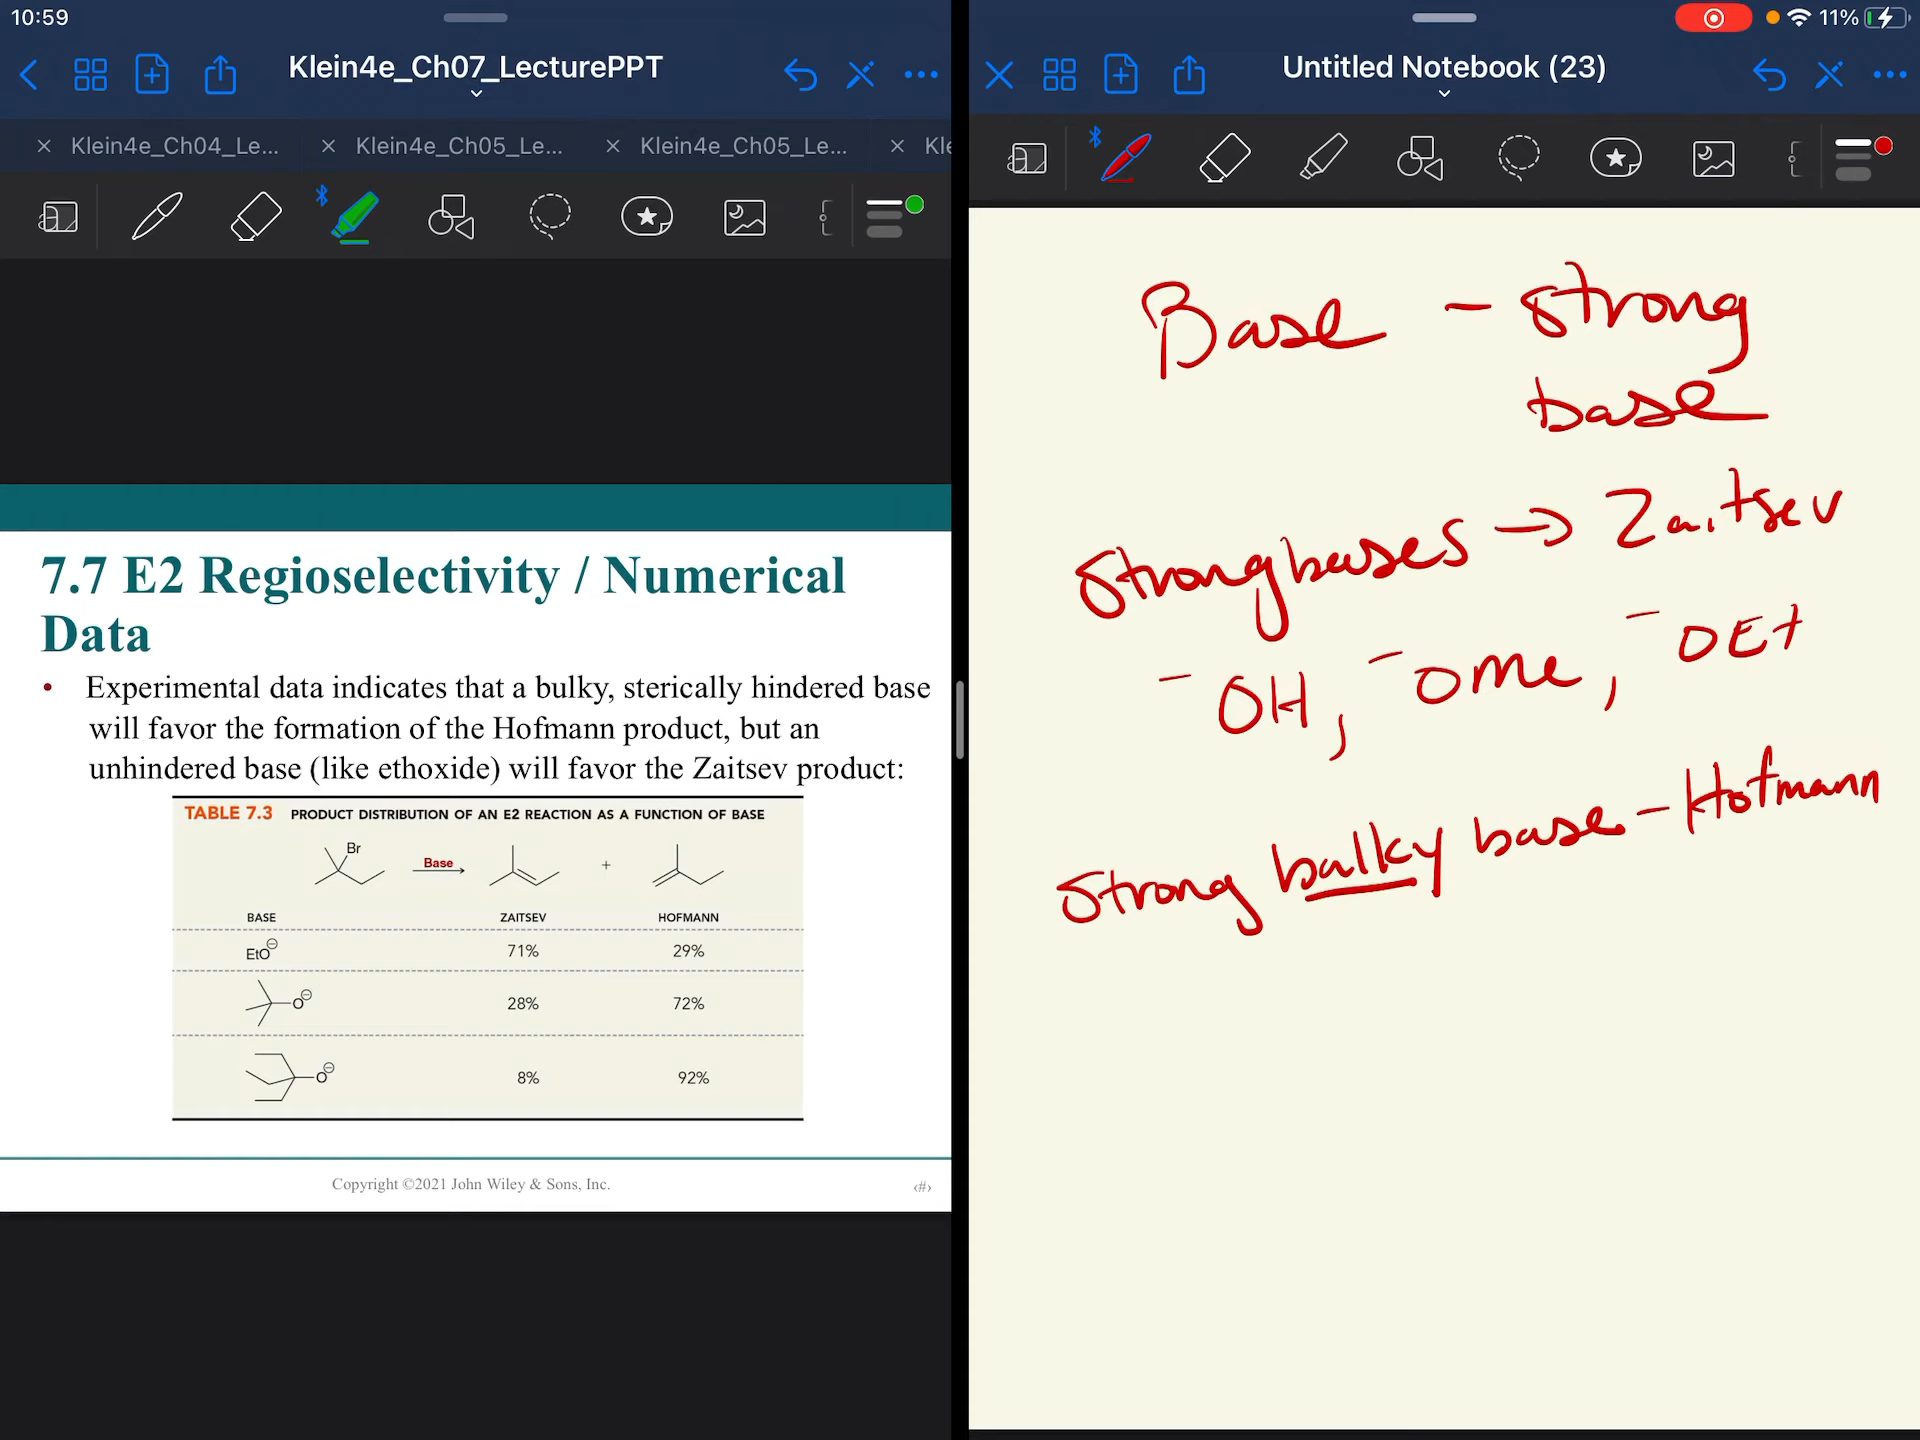 10:59
11%
Klein4e_Ch07_LecturePPT
Untitled Notebook (23)
Klein4e_Ch04_Le...
Klein4e_Ch05_Le...
Klein4e_Ch05_Le...
Kle
7.7 E2 Regioselectivity / Numerical
Data
• Experimental data indicates that a bulky, sterically hindered base
will favor the formation of the Hofmann product, but an
unhindered base (like ethoxide) will favor the Zaitsev product:
TABLE 7.3 PRODUCT DISTRIBUTION OF AN E2 REACTION AS A FUNCTION OF BASE
Br
Base
+
BASE ZAITSEV HOFMANN
EtO⊖ 71% 29%
O⊖ 28% 72%
O⊖ 8% 92%
Copyright ©2021 John Wiley & Sons, Inc.
‹#›
Base - strong
base
Strong bases → Zaitsev
⁻OH, ⁻OMe, ⁻OEt
Strong bulky base - Hofmann